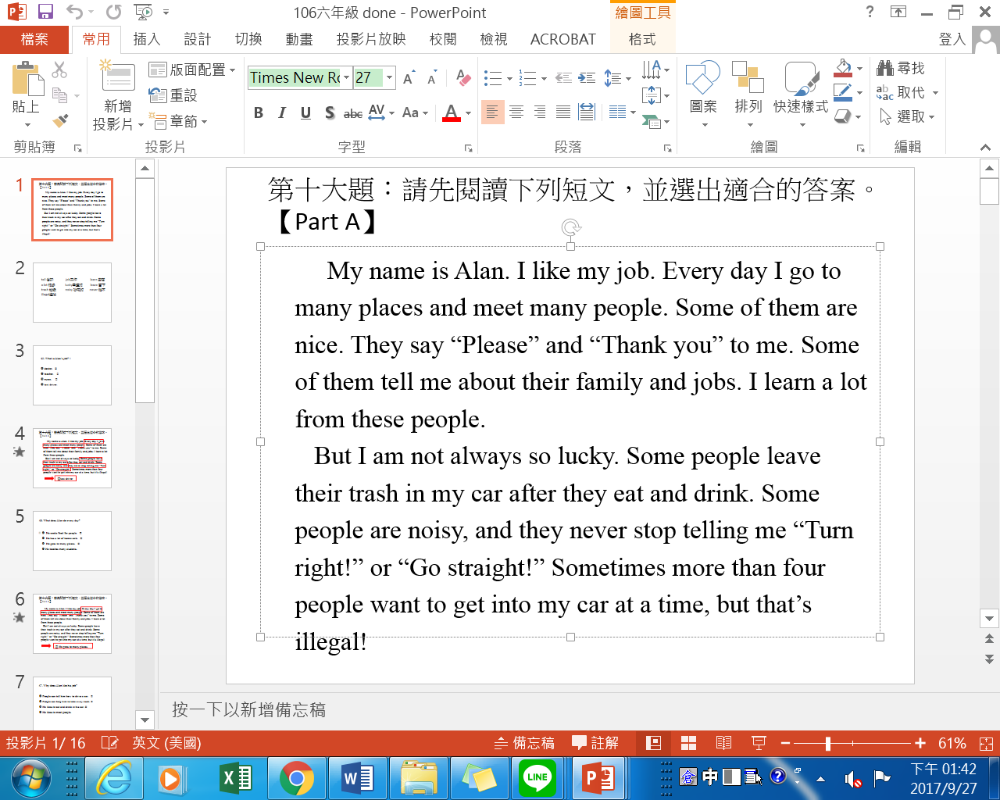 106六年級 done - PowerPoint
繪圖工具
檔案 常用 插入 設計 切換 動畫 投影片放映 校閱 檢視 ACROBAT 格式 登入
貼上
剪貼簿
新增
投影片
版面配置
重設
章節
投影片
Times New Ro 27
B I U S abc AV Aa A
字型
段落
圖案
排列
快速樣式
繪圖
尋找
取代
選取
編輯
1
2
3
4
5
6
7
第十大題：請先閱讀下列短文，並選出適合的答案。
【Part A】
My name is Alan. I like my job. Every day I go to
many places and meet many people. Some of them are
nice. They say “Please” and “Thank you” to me. Some
of them tell me about their family and jobs. I learn a lot
from these people.
But I am not always so lucky. Some people leave
their trash in my car after they eat and drink. Some
people are noisy, and they never stop telling me “Turn
right!” or “Go straight!” Sometimes more than four
people want to get into my car at a time, but that’s
illegal!
按一下以新增備忘稿
投影片 1/ 16 英文 (美國) 備忘稿 註解 61%
LINE
倉 中
下午 01:42
2017/9/27